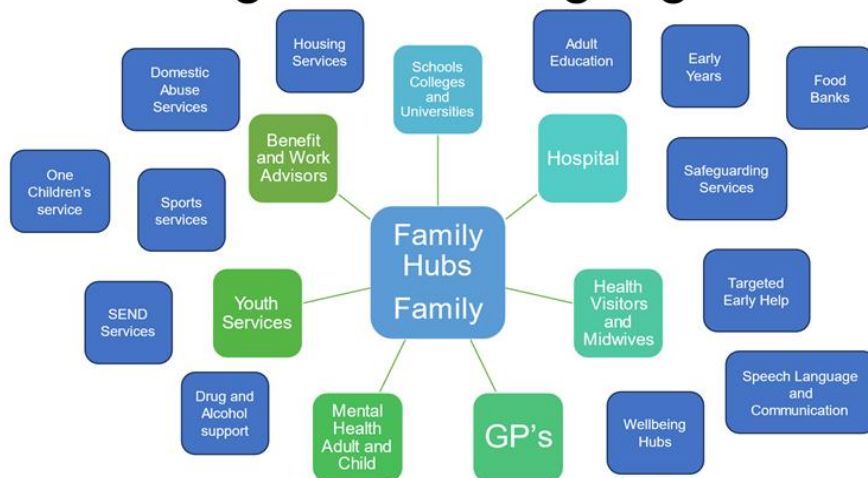 Housing
Services
Schools
Colleges
and
Universities
Adult
Education
Early
Years
Food
Banks
Domestic
Abuse
Services
Benefit
and Work
Advisors
Hospital
Safeguarding
Services
One
Children's
service
Sports
services
Family
Hubs
Family
SEND
Services
Youth
Services
Health
Visitors
and
Midwives
Targeted
Early Help
Drug and
Alcohol
support
Mental
Health
Adult and
Child
GP's
Wellbeing
Hubs
Speech Language
and
Communication